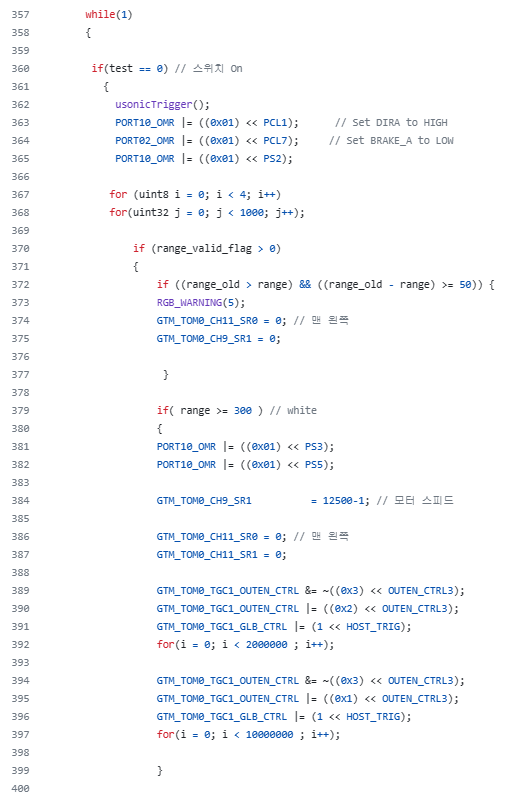 357 while(1)
358 {
359
360 if(test == 0) // 스위치 On
361 {
362 usonicTrigger();
363 PORT10_OMR |= ((0x01) << PCL1); // Set DIRA to HIGH
364 PORT02_OMR |= ((0x01) << PCL7); // Set BRAKE_A to LOW
365 PORT10_OMR |= ((0x01) << PS2);
366
367 for (uint8 i = 0; i < 4; i++)
368 for(uint32 j = 0; j < 1000; j++);
369
370 if (range_valid_flag > 0)
371 {
372 if ((range_old > range) && ((range_old - range) >= 50)) {
373 RGB_WARNING(5);
374 GTM_TOM0_CH11_SR0 = 0; // 맨 왼쪽
375 GTM_TOM0_CH9_SR1 = 0;
376
377 }
378
379 if( range >= 300 ) // white
380 {
381 PORT10_OMR |= ((0x01) << PS3);
382 PORT10_OMR |= ((0x01) << PS5);
383
384 GTM_TOM0_CH9_SR1 = 12500-1; // 모터 스피드
385
386 GTM_TOM0_CH11_SR0 = 0; // 맨 왼쪽
387 GTM_TOM0_CH11_SR1 = 0;
388
389 GTM_TOM0_TGC1_OUTEN_CTRL &= ~((0x3) << OUTEN_CTRL3);
390 GTM_TOM0_TGC1_OUTEN_CTRL |= ((0x2) << OUTEN_CTRL3);
391 GTM_TOM0_TGC1_GLB_CTRL |= (1 << HOST_TRIG);
392 for(i = 0; i < 2000000 ; i++);
393
394 GTM_TOM0_TGC1_OUTEN_CTRL &= ~((0x3) << OUTEN_CTRL3);
395 GTM_TOM0_TGC1_OUTEN_CTRL |= ((0x1) << OUTEN_CTRL3);
396 GTM_TOM0_TGC1_GLB_CTRL |= (1 << HOST_TRIG);
397 for(i = 0; i < 10000000 ; i++);
398
399 }
400